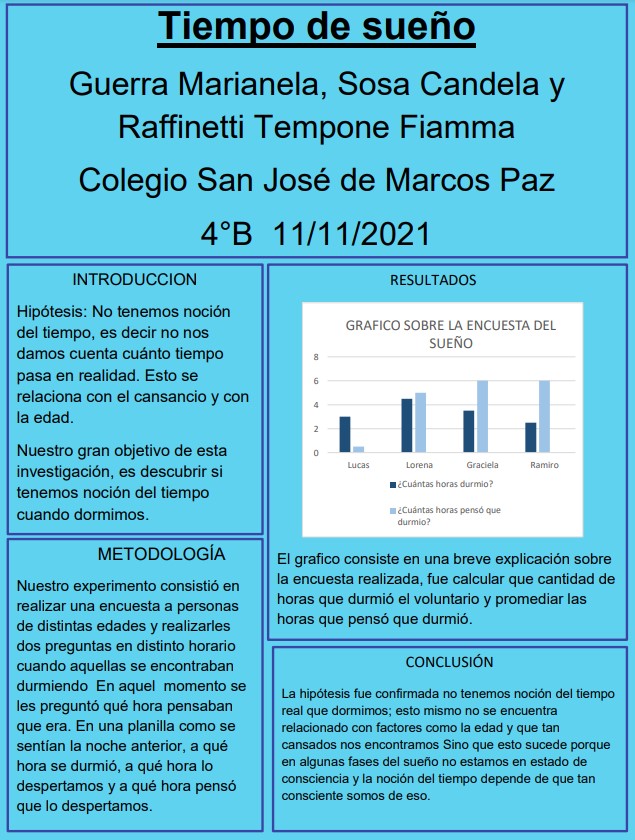 Tiempo de sueño
Guerra Marianela, Sosa Candela y
Raffinetti Tempone Fiamma
Colegio San José de Marcos Paz
4°B 11/11/2021
INTRODUCCION
Hipótesis: No tenemos noción
del tiempo, es decir no nos
damos cuenta cuánto tiempo
pasa en realidad. Esto se
relaciona con el cansancio y con
la edad.
Nuestro gran objetivo de esta
investigación, es descubrir si
tenemos noción del tiempo
cuando dormimos.
METODOLOGÍA
Nuestro experimento consistió en
realizar una encuesta a personas
de distintas edades y realizarles
dos preguntas en distinto horario
cuando aquellas se encontraban
durmiendo En aquel momento se
les preguntó qué hora pensaban
que era. En una planilla como se
sentían la noche anterior, a qué
hora se durmió, a qué hora lo
despertamos y a qué hora pensó
que lo despertamos.
RESULTADOS
GRAFICO SOBRE LA ENCUESTA DEL
SUEÑO
8
6
4
2
0
Lucas Lorena Graciela Ramiro
¿Cuántas horas durmio?
¿Cuántas horas pensó que
durmio?
El grafico consiste en una breve explicación sobre
la encuesta realizada, fue calcular que cantidad de
horas que durmió el voluntario y promediar las
horas que pensó que durmió.
CONCLUSIÓN
La hipótesis fue confirmada no tenemos noción del tiempo
real que dormimos; esto mismo no se encuentra
relacionado con factores como la edad y que tan
cansados nos encontramos Sino que esto sucede porque
en algunas fases del sueño no estamos en estado de
consciencia y la noción del tiempo depende de que tan
consciente somos de eso.